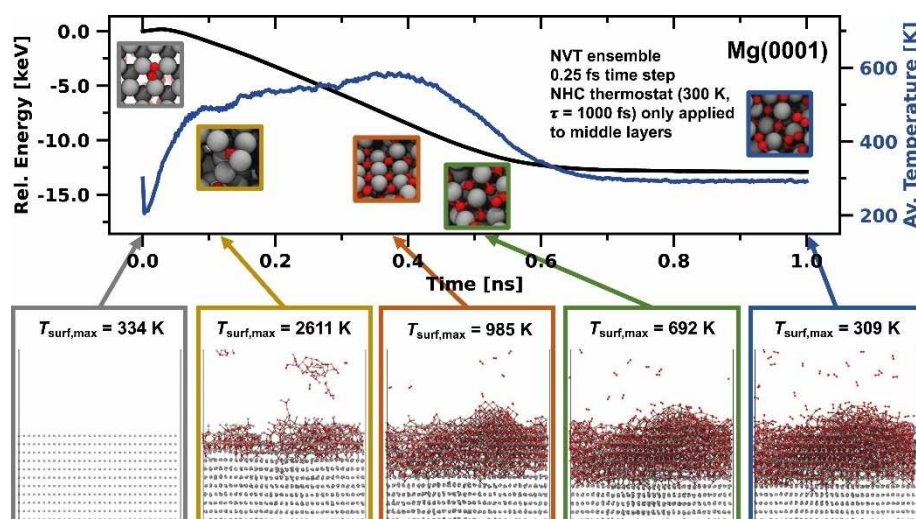 Rel. Energy [keV]
0.0
-5.0
-10.0
-15.0
NVT ensemble
0.25 fs time step
NHC thermostat (300 K,
τ = 1000 fs) only applied
to middle layers
Mg(0001)
600
400
200
Av. Temperature [K]
0.0
0.2
0.4
0.6
0.8
1.0
Time [ns]
Tsurf,max = 334 K
Tsurf,max = 2611 K
Tsurf,max = 985 K
Tsurf,max = 692 K
Tsurf,max = 309 K